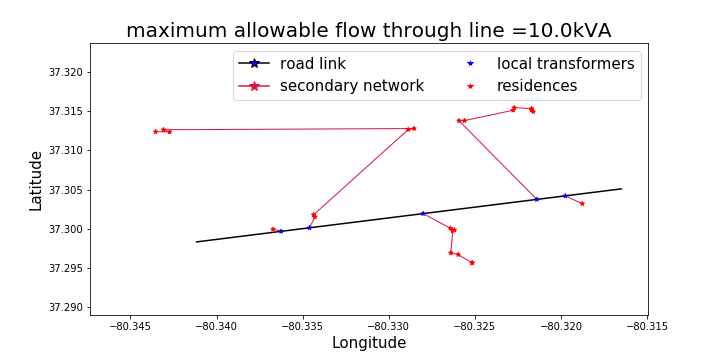 maximum allowable flow through line =10.0kVA
road link
local transformers
secondary network
residences
37.320
37.315
37.310
37.305
37.300
37.295
37.290
Latitude
−80.345 −80.340 −80.335 −80.330 −80.325 −80.320 −80.315
Longitude